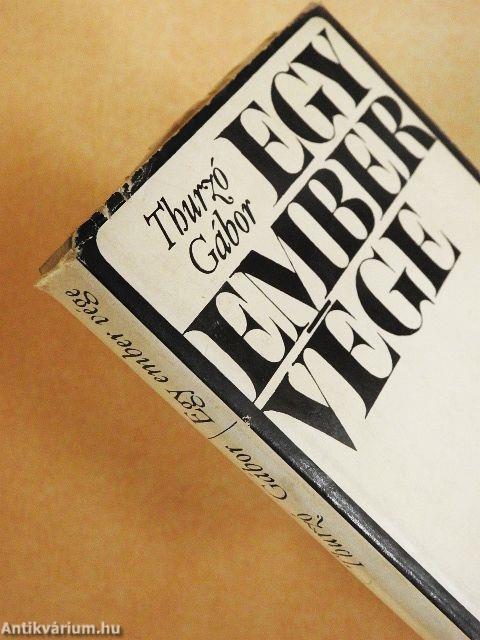 Thurzó
Gábor
EGY
EMBER
VÉGE
Thurzó Gábor | Egy ember vége
Antikvárium.hu